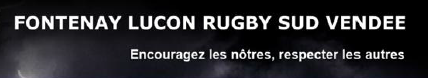 FONTENAY LUCON RUGBY SUD VENDEE
Encouragez les nôtres, respecter les autres